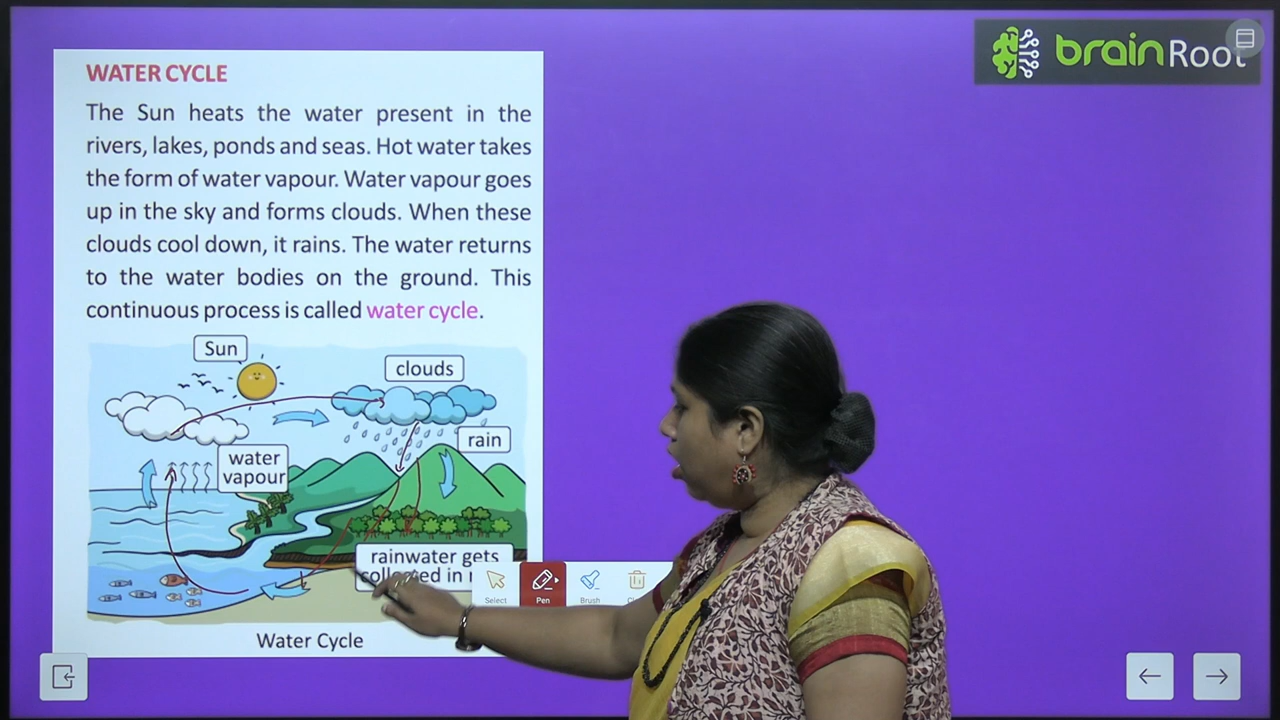 brainRoot
WATER CYCLE
The Sun heats the water present in the
rivers, lakes, ponds and seas. Hot water takes
the form of water vapour. Water vapour goes
up in the sky and forms clouds. When these
clouds cool down, it rains. The water returns
to the water bodies on the ground. This
continuous process is called water cycle.
Sun
clouds
rain
water
vapour
rainwater gets
collected in
Select
Pen
Brush
Water Cycle